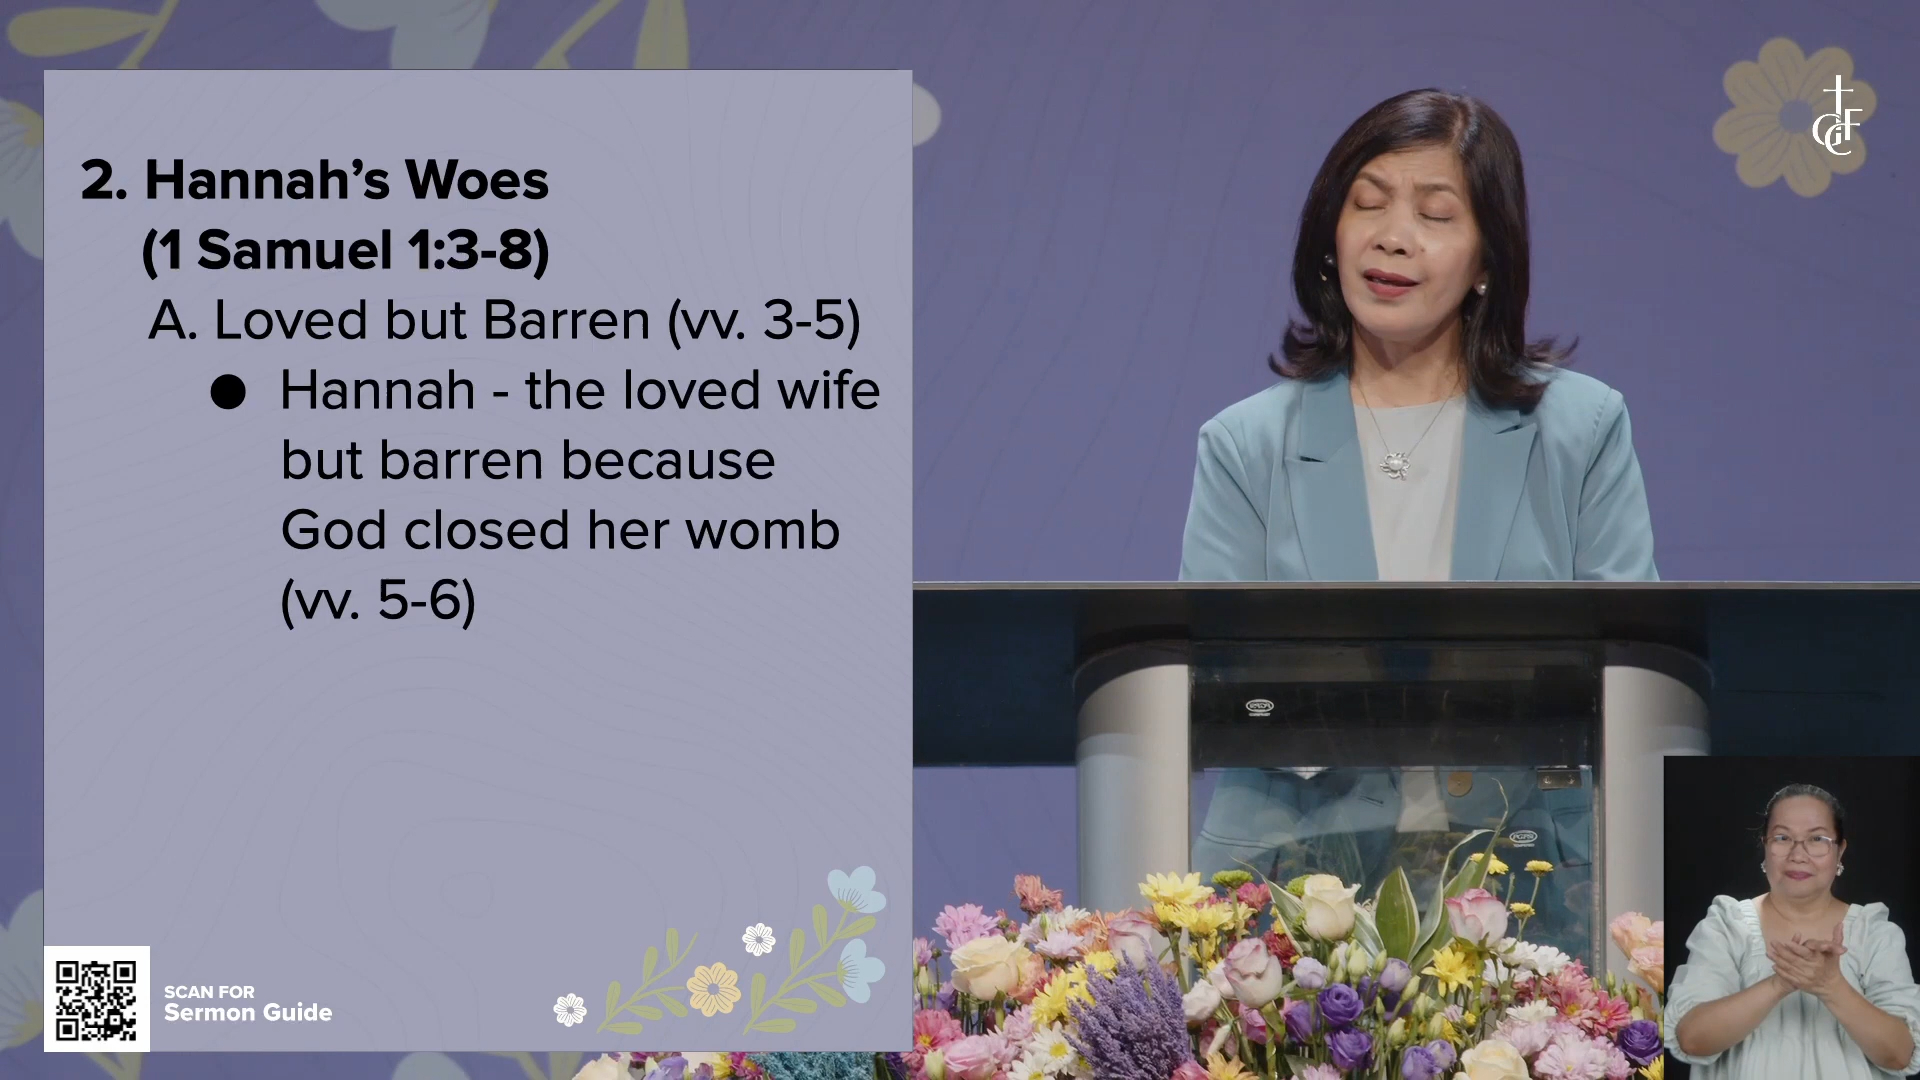 2. Hannah’s Woes
(1 Samuel 1:3-8)
A. Loved but Barren (vv. 3-5)
● Hannah - the loved wife
but barren because
God closed her womb
(vv. 5-6)
SCAN FOR
Sermon Guide